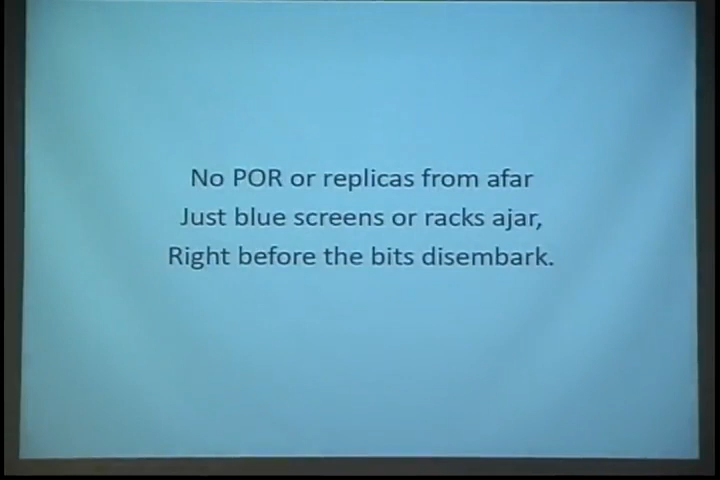 No POR or replicas from afar
Just blue screens or racks ajar,
Right before the bits disembark.